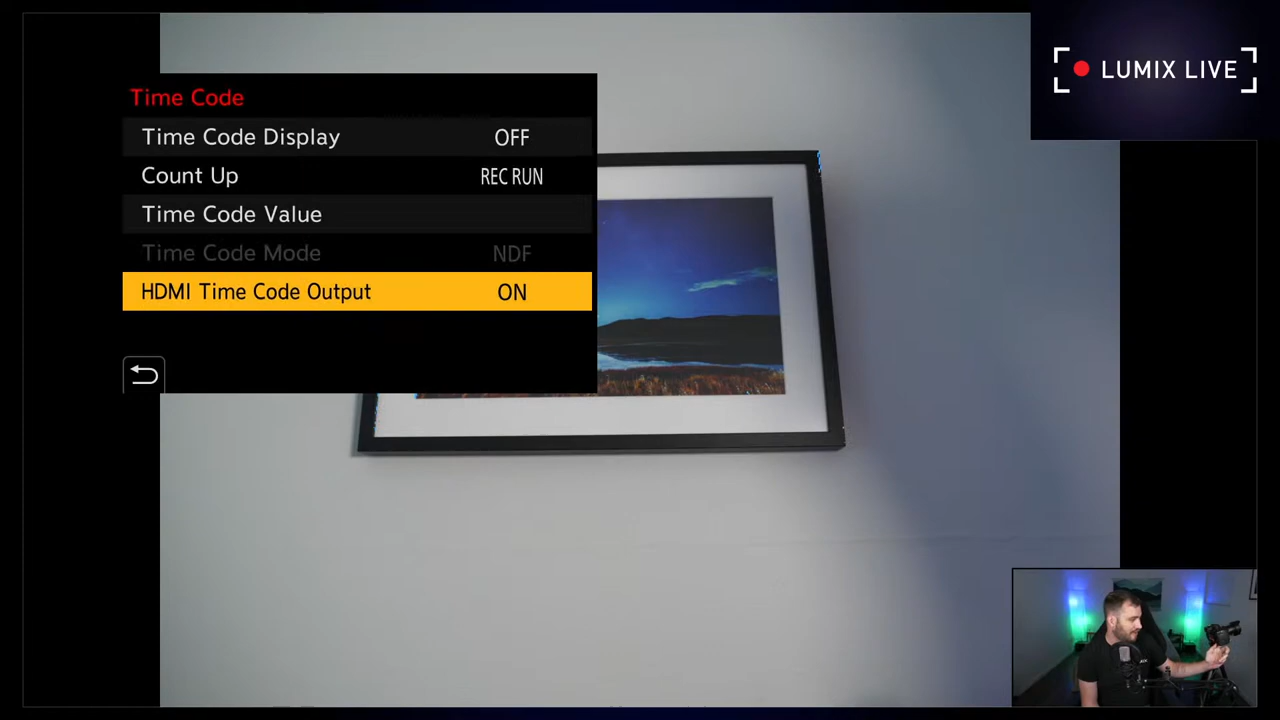 LUMIX LIVE
Time Code
Time Code Display OFF
Count Up REC RUN
Time Code Value
Time Code Mode NDF
HDMI Time Code Output ON